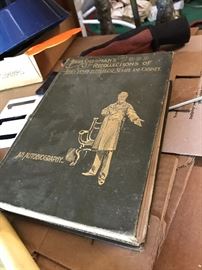 John Sherman's
Recollections of
Forty Years in the House, Senate and Cabinet
An Autobiography.